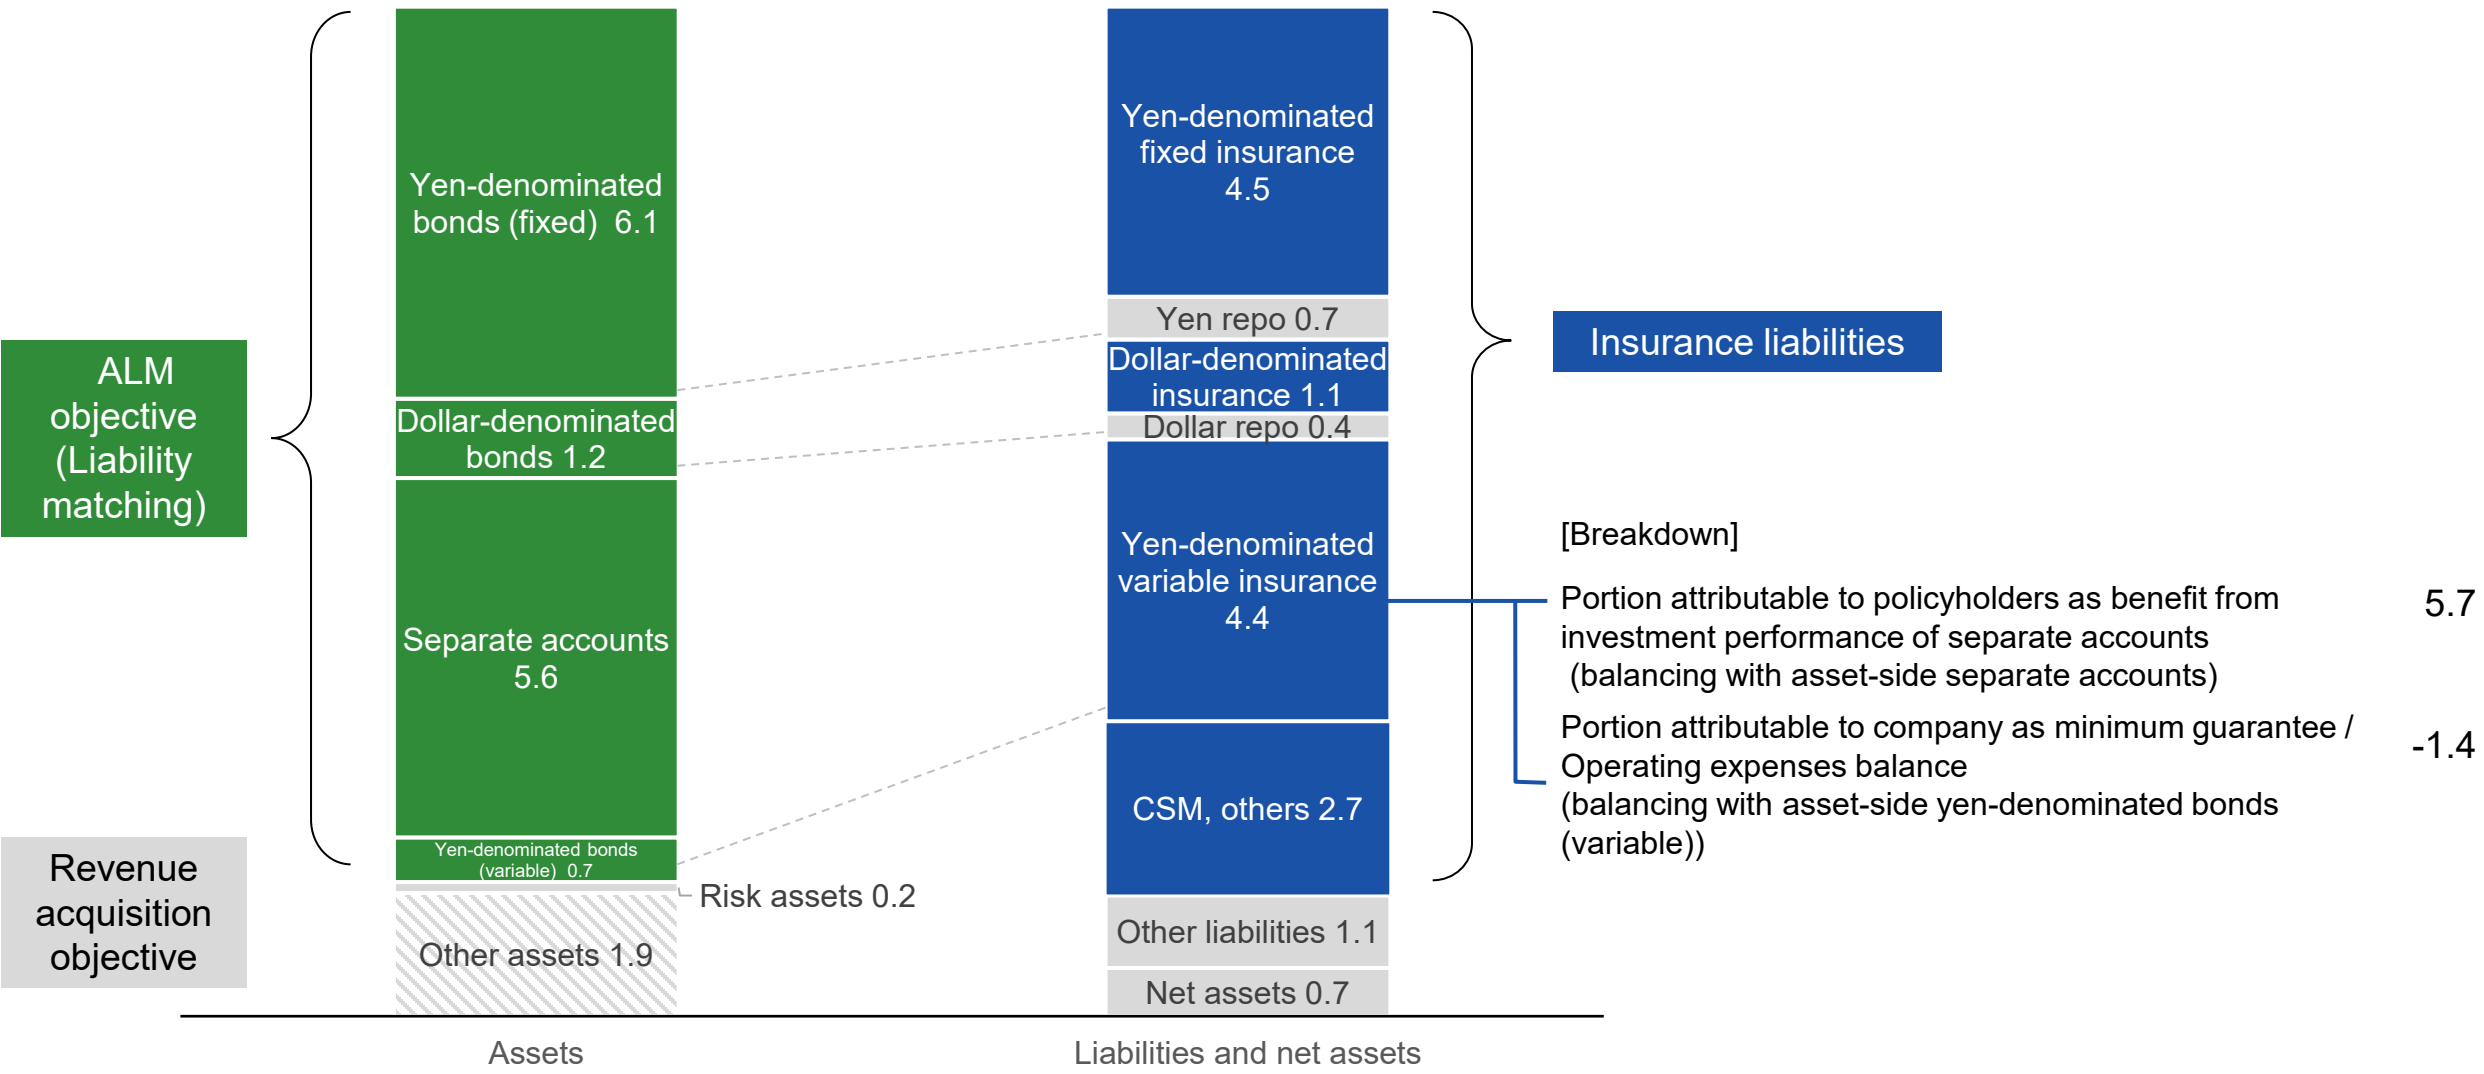 ALM
objective
(Liability
matching)
Revenue
acquisition
objective
Yen-denominated
bonds (fixed)  6.1
Dollar-denominated
bonds 1.2
Separate accounts
5.6
Yen-denominated bonds
(variable)  0.7
Risk assets 0.2
Other assets 1.9
Assets
Yen-denominated
fixed insurance
4.5
Yen repo 0.7
Dollar-denominated
insurance 1.1
Dollar repo 0.4
Yen-denominated
variable insurance
4.4
CSM, others 2.7
Other liabilities 1.1
Net assets 0.7
Liabilities and net assets
Insurance liabilities
[Breakdown]
Portion attributable to policyholders as benefit from
investment performance of separate accounts
(balancing with asset-side separate accounts)
5.7
Portion attributable to company as minimum guarantee /
Operating expenses balance
(balancing with asset-side yen-denominated bonds
(variable))
-1.4